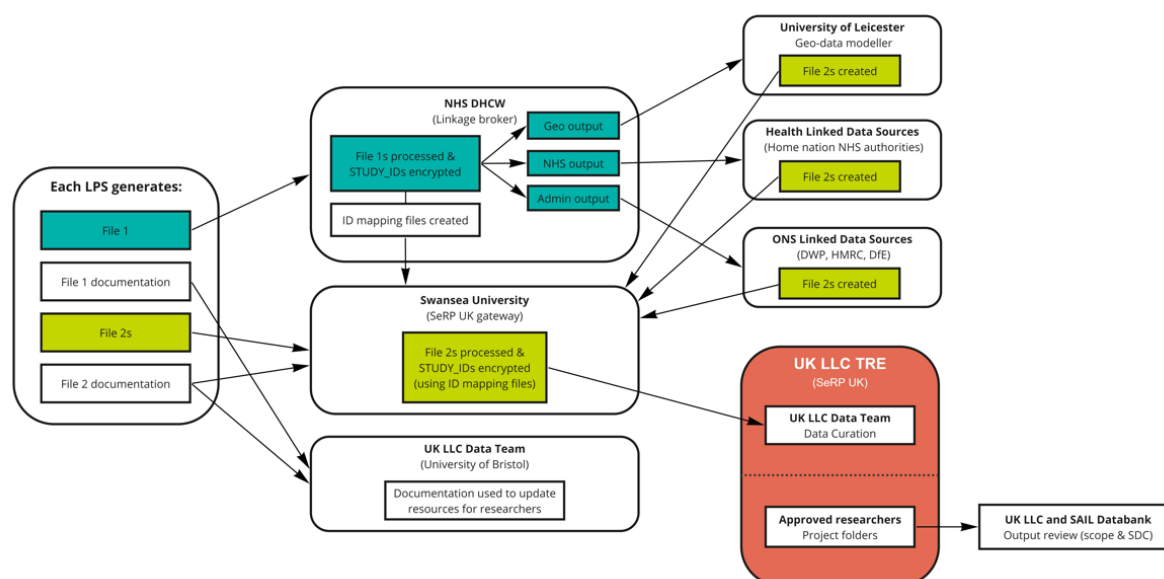 Each LPS generates:
File 1
File 1 documentation
File 2s
File 2 documentation
NHS DHCW
(Linkage broker)
File 1s processed &
STUDY_IDs encrypted
ID mapping files created
Geo output
NHS output
Admin output
Swansea University
(SeRP UK gateway)
File 2s processed &
STUDY_IDs encrypted
(using ID mapping files)
UK LLC Data Team
(University of Bristol)
Documentation used to update
resources for researchers
University of Leicester
Geo-data modeller
File 2s created
Health Linked Data Sources
(Home nation NHS authorities)
File 2s created
ONS Linked Data Sources
(DWP, HMRC, DfE)
File 2s created
UK LLC TRE
(SeRP UK)
UK LLC Data Team
Data Curation
Approved researchers
Project folders
UK LLC and SAIL Databank
Output review (scope & SDC)